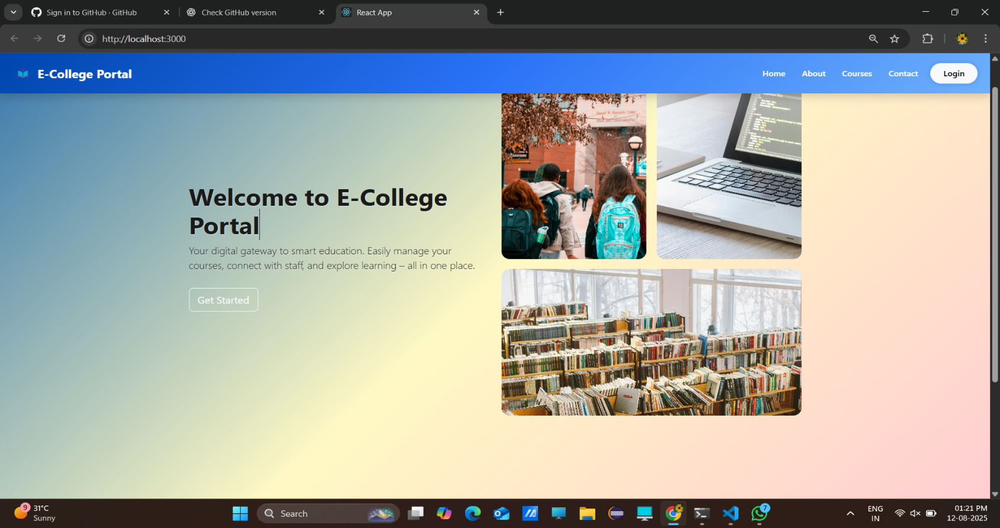 Sign in to GitHub · GitHub
Check GitHub version
React App
http://localhost:3000
E-College Portal
Home
About
Courses
Contact
Login
Welcome to E-College
Portal
Your digital gateway to smart education. Easily manage your
courses, connect with staff, and explore learning – all in one place.
Get Started
9
31°C
Sunny
Search
7
ENG
IN
01:21 PM
12-08-2025